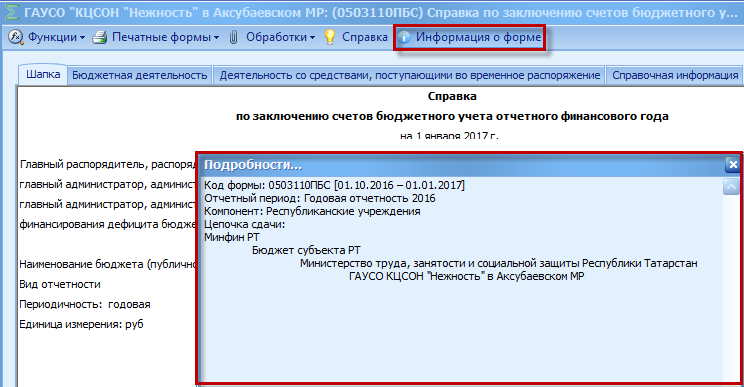 ГАУСО "КЦСОН "Нежность" в Аксубаевском МР: (0503110ПБС) Справка по заключению счетов бюджетного у...
Функции Печатные формы Обработки Справка Информация о форме
Шапка Бюджетная деятельность Деятельность со средствами, поступающими во временное распоряжение Справочная информация
Справка
по заключению счетов бюджетного учета отчетного финансового года
на 1 января 2017 г.
Главный распорядитель, распоряд
главный администратор, админист
главный администратор, админист
финансирования дефицита бюдже
Наименование бюджета (публично
Вид отчетности
Периодичность: годовая
Единица измерения: руб
Подробности...
Код формы: 0503110ПБС [01.10.2016 – 01.01.2017]
Отчетный период: Годовая отчетность 2016
Компонент: Республиканские учреждения
Цепочка сдачи:
Минфин РТ
Бюджет субъекта РТ
Министерство труда, занятости и социальной защиты Республики Татарстан
ГАУСО КЦСОН "Нежность" в Аксубаевском МР